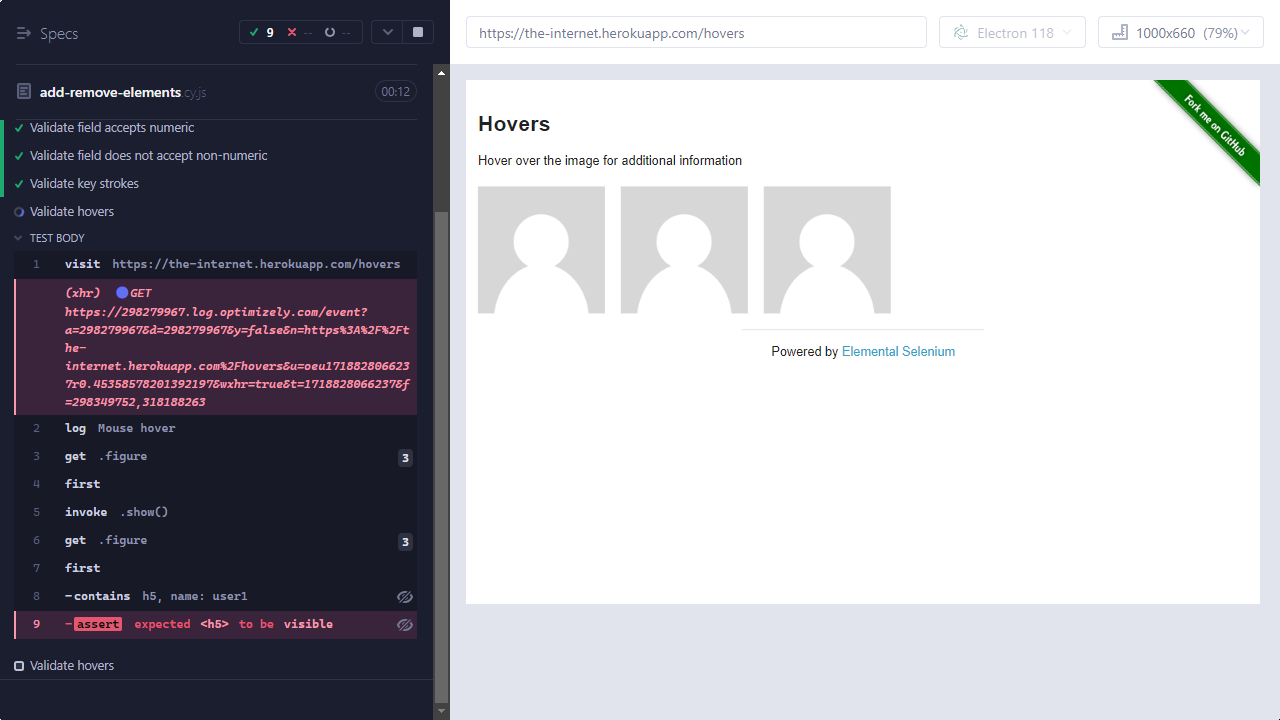 Specs
9
--
--
add-remove-elements.cy.js
00:12
Validate field accepts numeric
Validate field does not accept non-numeric
Validate key strokes
Validate hovers
TEST BODY
1 visit https://the-internet.herokuapp.com/hovers
(xhr) GET
https://298279967.log.optimizely.com/event?
a=298279967&d=298279967&y=false&n=https%3A%2F%2Ft
he-
internet.herokuapp.com%2Fhovers&u=oeu171882806623
7r0.45358578201392197&wxhr=true&t=1718828066237&f
=298349752,318188263
2 log Mouse hover
3 get .figure 3
4 first
5 invoke .show()
6 get .figure 3
7 first
8 -contains h5, name: user1
9 -assert expected <h5> to be visible
Validate hovers
https://the-internet.herokuapp.com/hovers
Electron 118
1000x660 (79%)
Fork me on GitHub
Hovers
Hover over the image for additional information
Powered by Elemental Selenium